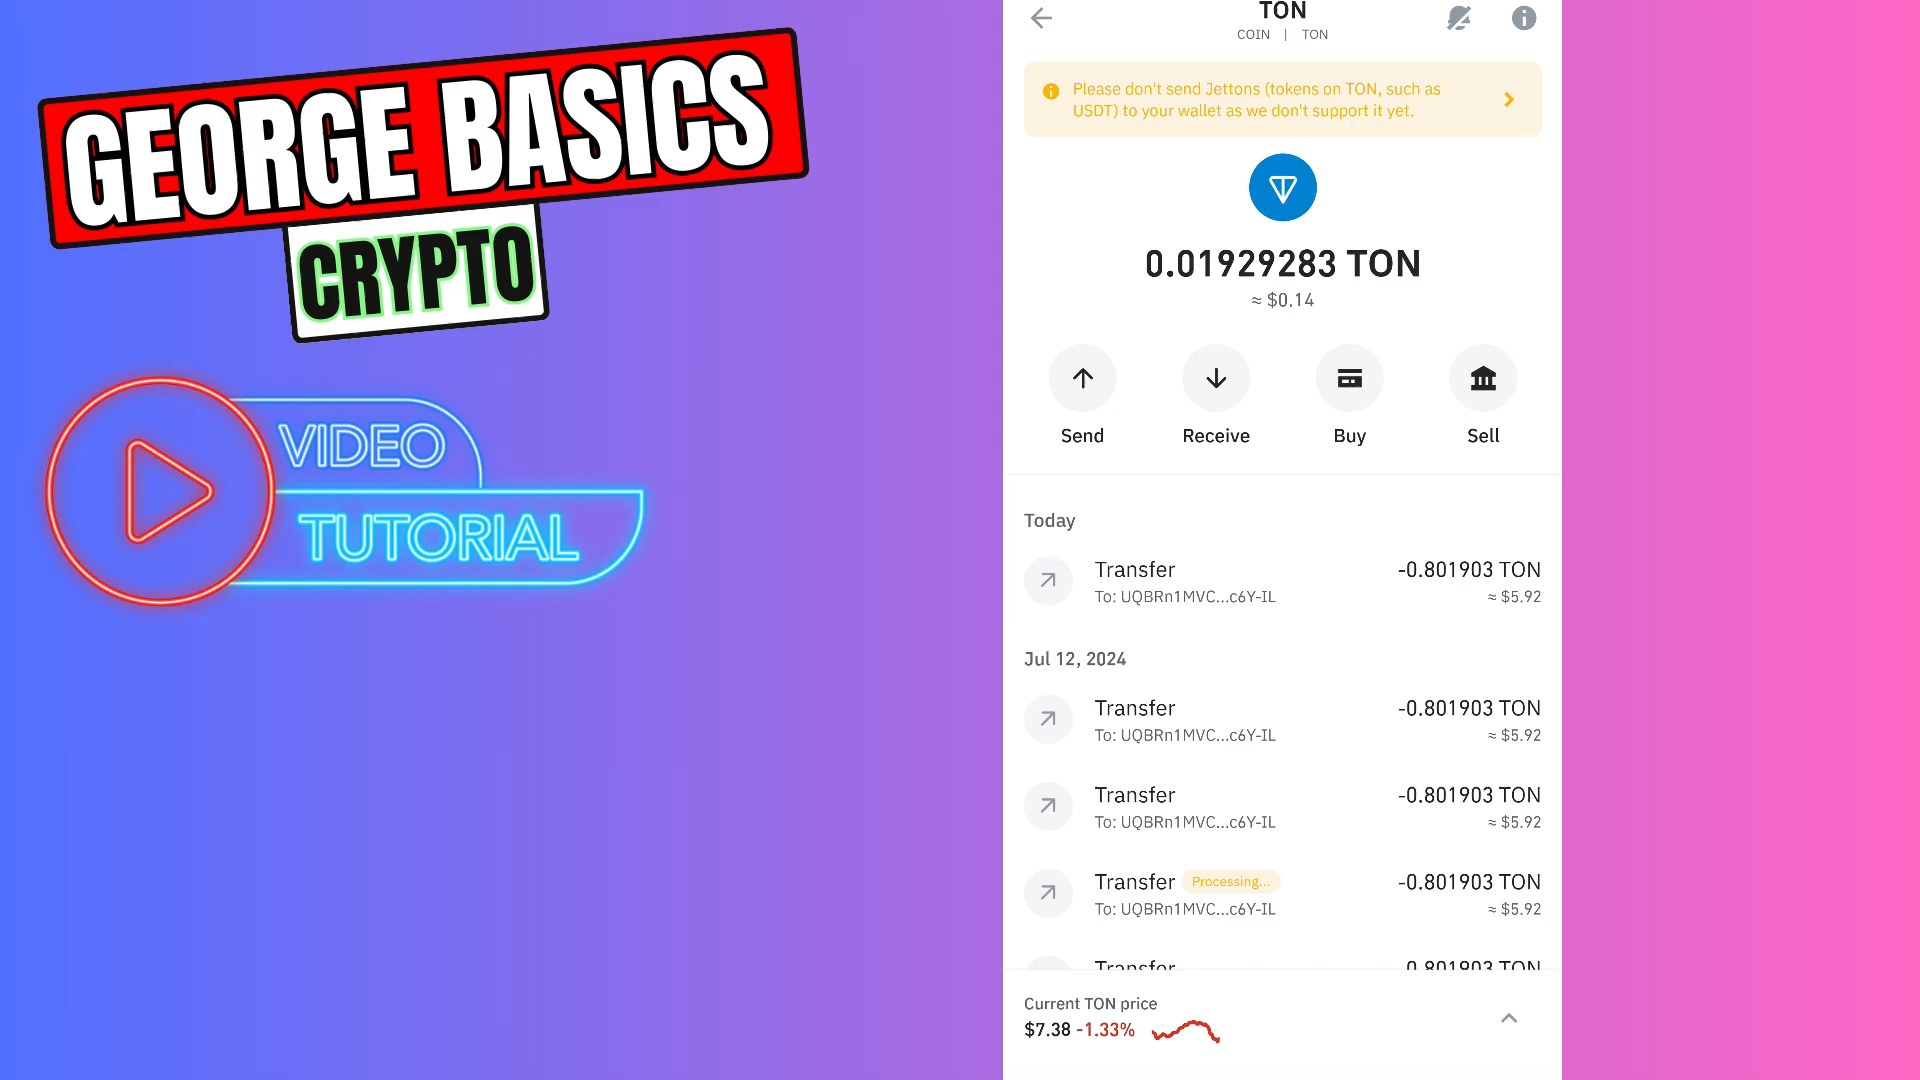 GEORGE BASICS
CRYPTO
VIDEO
TUTORIAL
TON
COIN | TON
Please don't send Jettons (tokens on TON, such as
USDT) to your wallet as we don't support it yet.
0.01929283 TON
≈ $0.14
Send Receive Buy Sell
Today
Transfer -0.801903 TON
To: UQBRn1MVC...c6Y-IL ≈ $5.92
Jul 12, 2024
Transfer -0.801903 TON
To: UQBRn1MVC...c6Y-IL ≈ $5.92
Transfer -0.801903 TON
To: UQBRn1MVC...c6Y-IL ≈ $5.92
Transfer Processing... -0.801903 TON
To: UQBRn1MVC...c6Y-IL ≈ $5.92
Transfer 0.801903 TON
Current TON price
$7.38 -1.33%